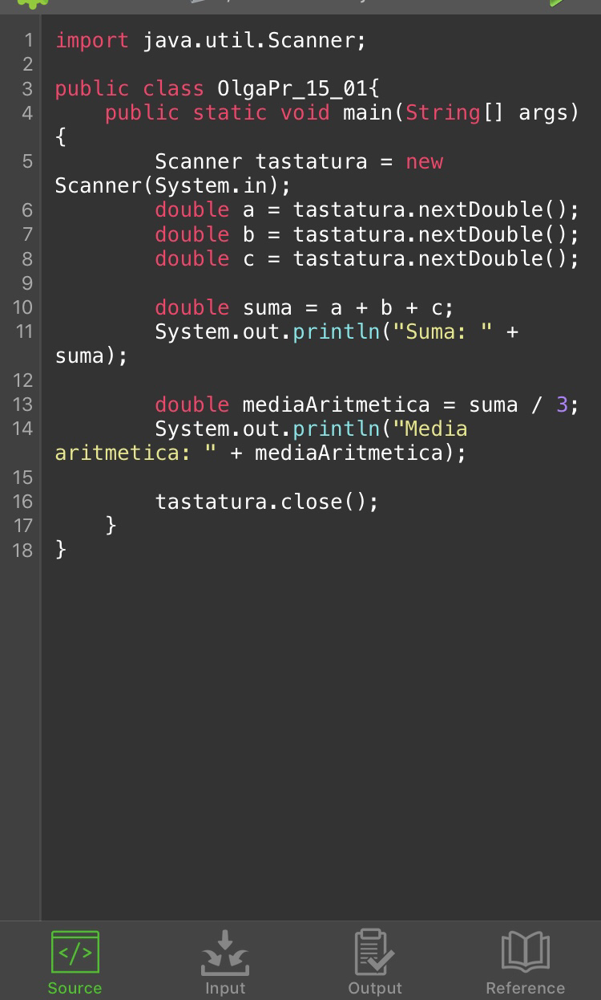 1 import java.util.Scanner;
2
3 public class OlgaPr_15_01{
4     public static void main(String[] args)
{
5         Scanner tastatura = new
Scanner(System.in);
6         double a = tastatura.nextDouble();
7         double b = tastatura.nextDouble();
8         double c = tastatura.nextDouble();
9
10         double suma = a + b + c;
11         System.out.println("Suma: " +
suma);
12
13         double mediaAritmetica = suma / 3;
14         System.out.println("Media
aritmetica: " + mediaAritmetica);
15
16         tastatura.close();
17     }
18 }
Source Input Output Reference